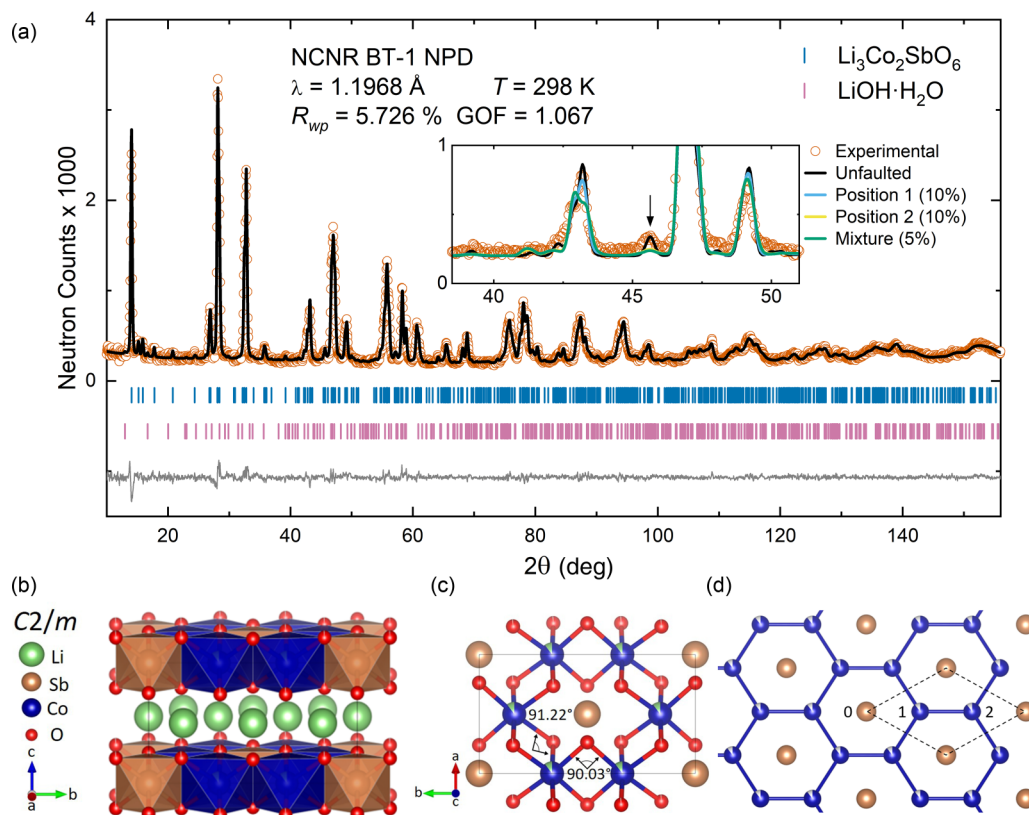 (a)
4
2
0
Neutron Counts x 1000
NCNR BT-1 NPD
λ = 1.1968 Å T = 298 K
Rwp = 5.726 % GOF = 1.067
Li₃Co₂SbO₆
LiOH·H₂O
Experimental
Unfaulted
Position 1 (10%)
Position 2 (10%)
Mixture (5%)
1
0
40 45 50
20 40 60 80 100 120 140
2θ (deg)
(b)
C2/m
Li
Sb
Co
O
c
a
b
(c)
91.22°
90.03°
a
b
c
(d)
0 1 2